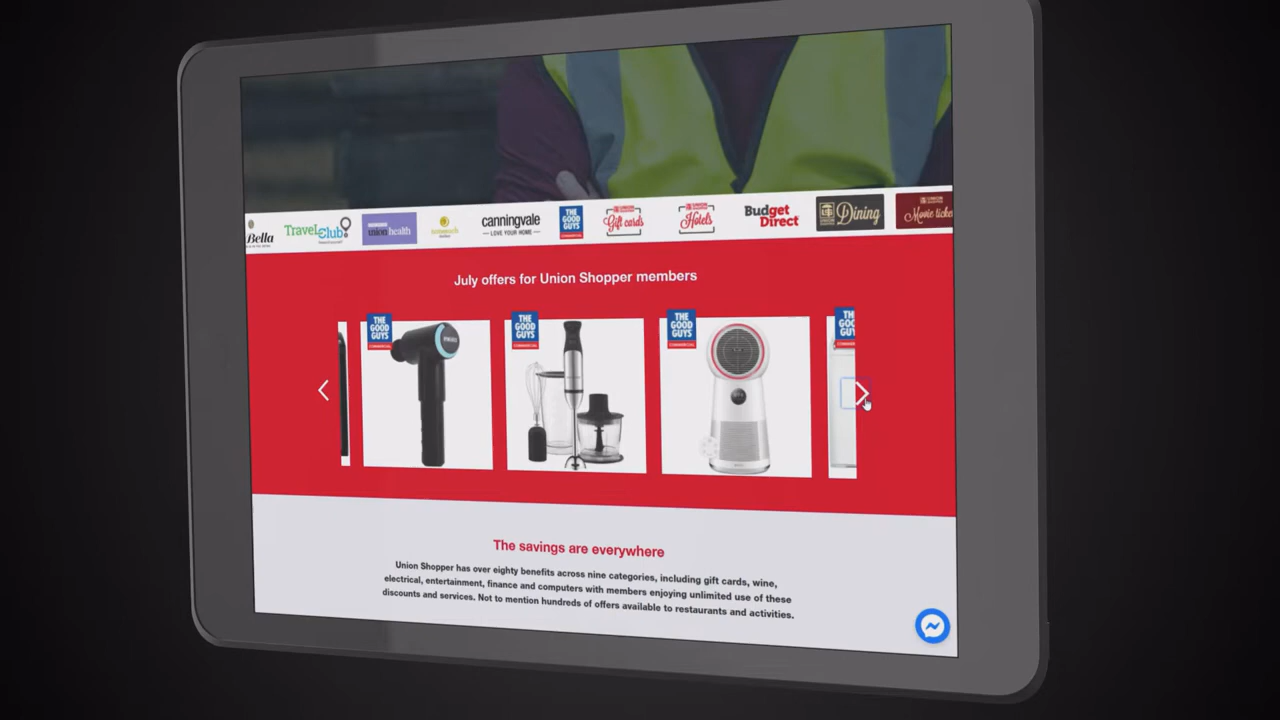 Bella
TravelClub
union health
canningvale
LOVE YOUR HOME
THE GOOD GUYS
COMMERCIAL
Gift cards
Hotels
Budget Direct
Dining
Movie ticke
July offers for Union Shopper members
THE GOOD GUYS
COMMERCIAL
THE GOOD GUYS
COMMERCIAL
THE GOOD GUYS
COMMERCIAL
The savings are everywhere
Union Shopper has over eighty benefits across nine categories, including gift cards, wine,
electrical, entertainment, finance and computers with members enjoying unlimited use of these
discounts and services. Not to mention hundreds of offers available to restaurants and activities.